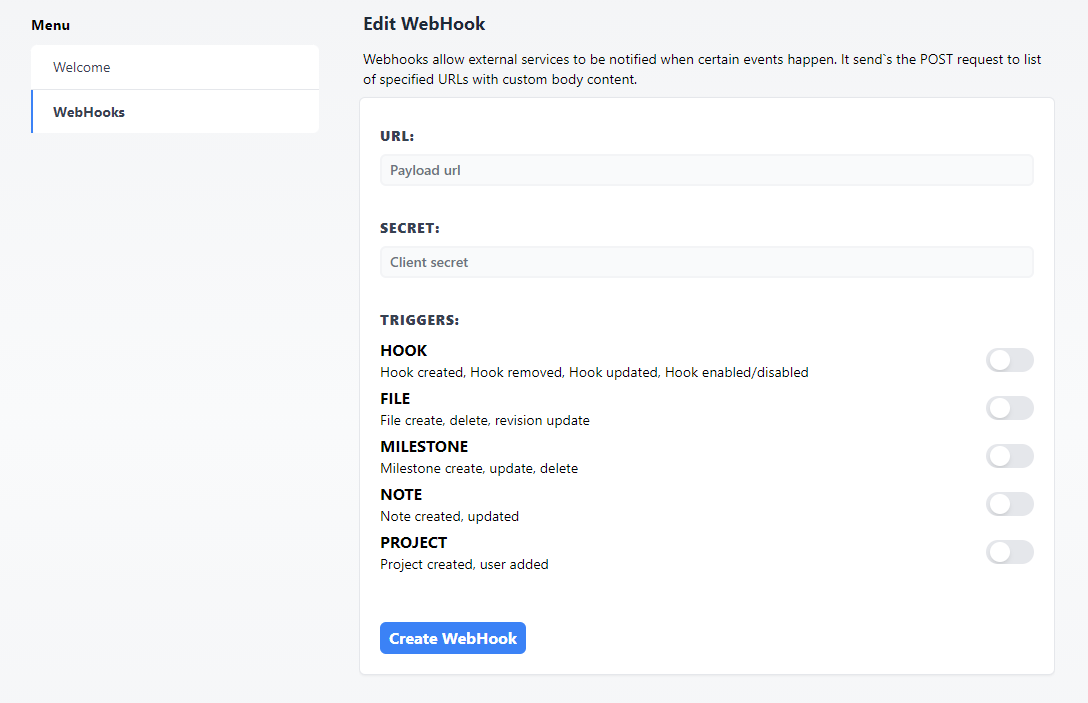 Menu
Welcome
WebHooks
Edit WebHook
Webhooks allow external services to be notified when certain events happen. It send`s the POST request to list
of specified URLs with custom body content.
URL:
Payload url
SECRET:
Client secret
TRIGGERS:
HOOK
Hook created, Hook removed, Hook updated, Hook enabled/disabled
FILE
File create, delete, revision update
MILESTONE
Milestone create, update, delete
NOTE
Note created, updated
PROJECT
Project created, user added
Create WebHook